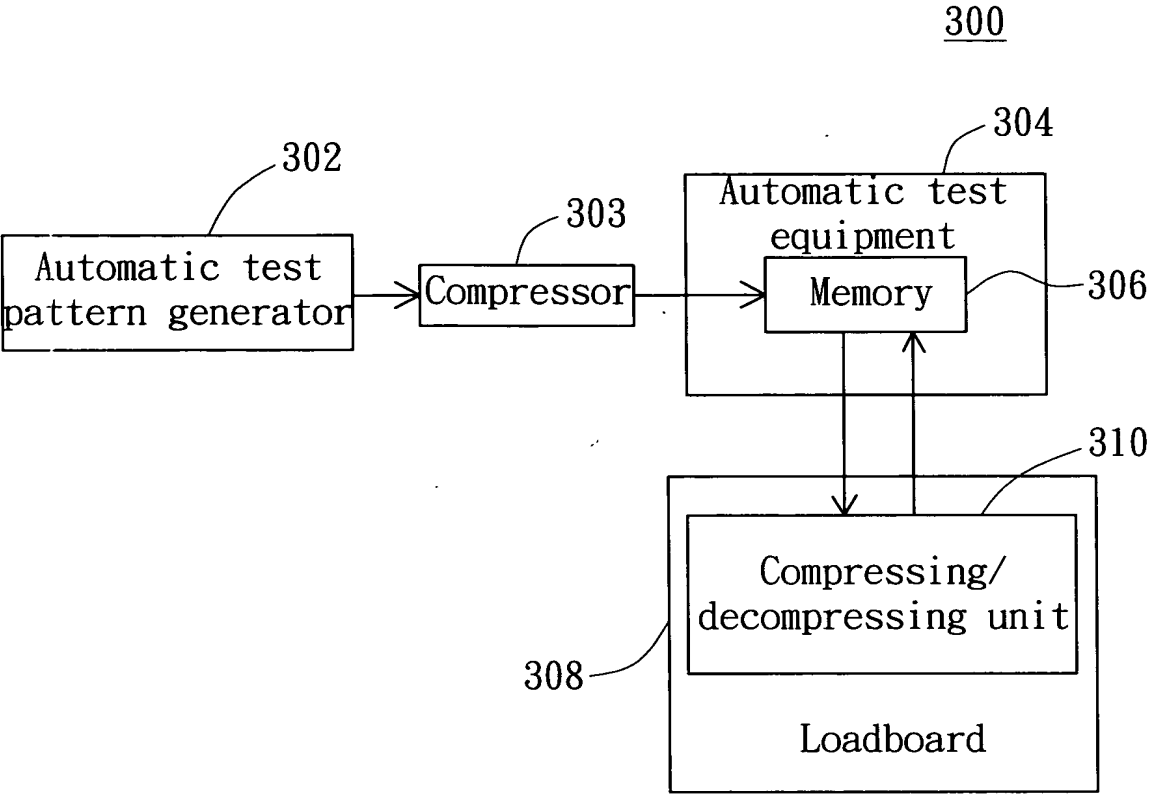 300
304
302
Automatic test
equipment
303
Automatic test
pattern generator
Compressor
Memory
306
310
Compressing/
decompressing unit
308
Loadboard